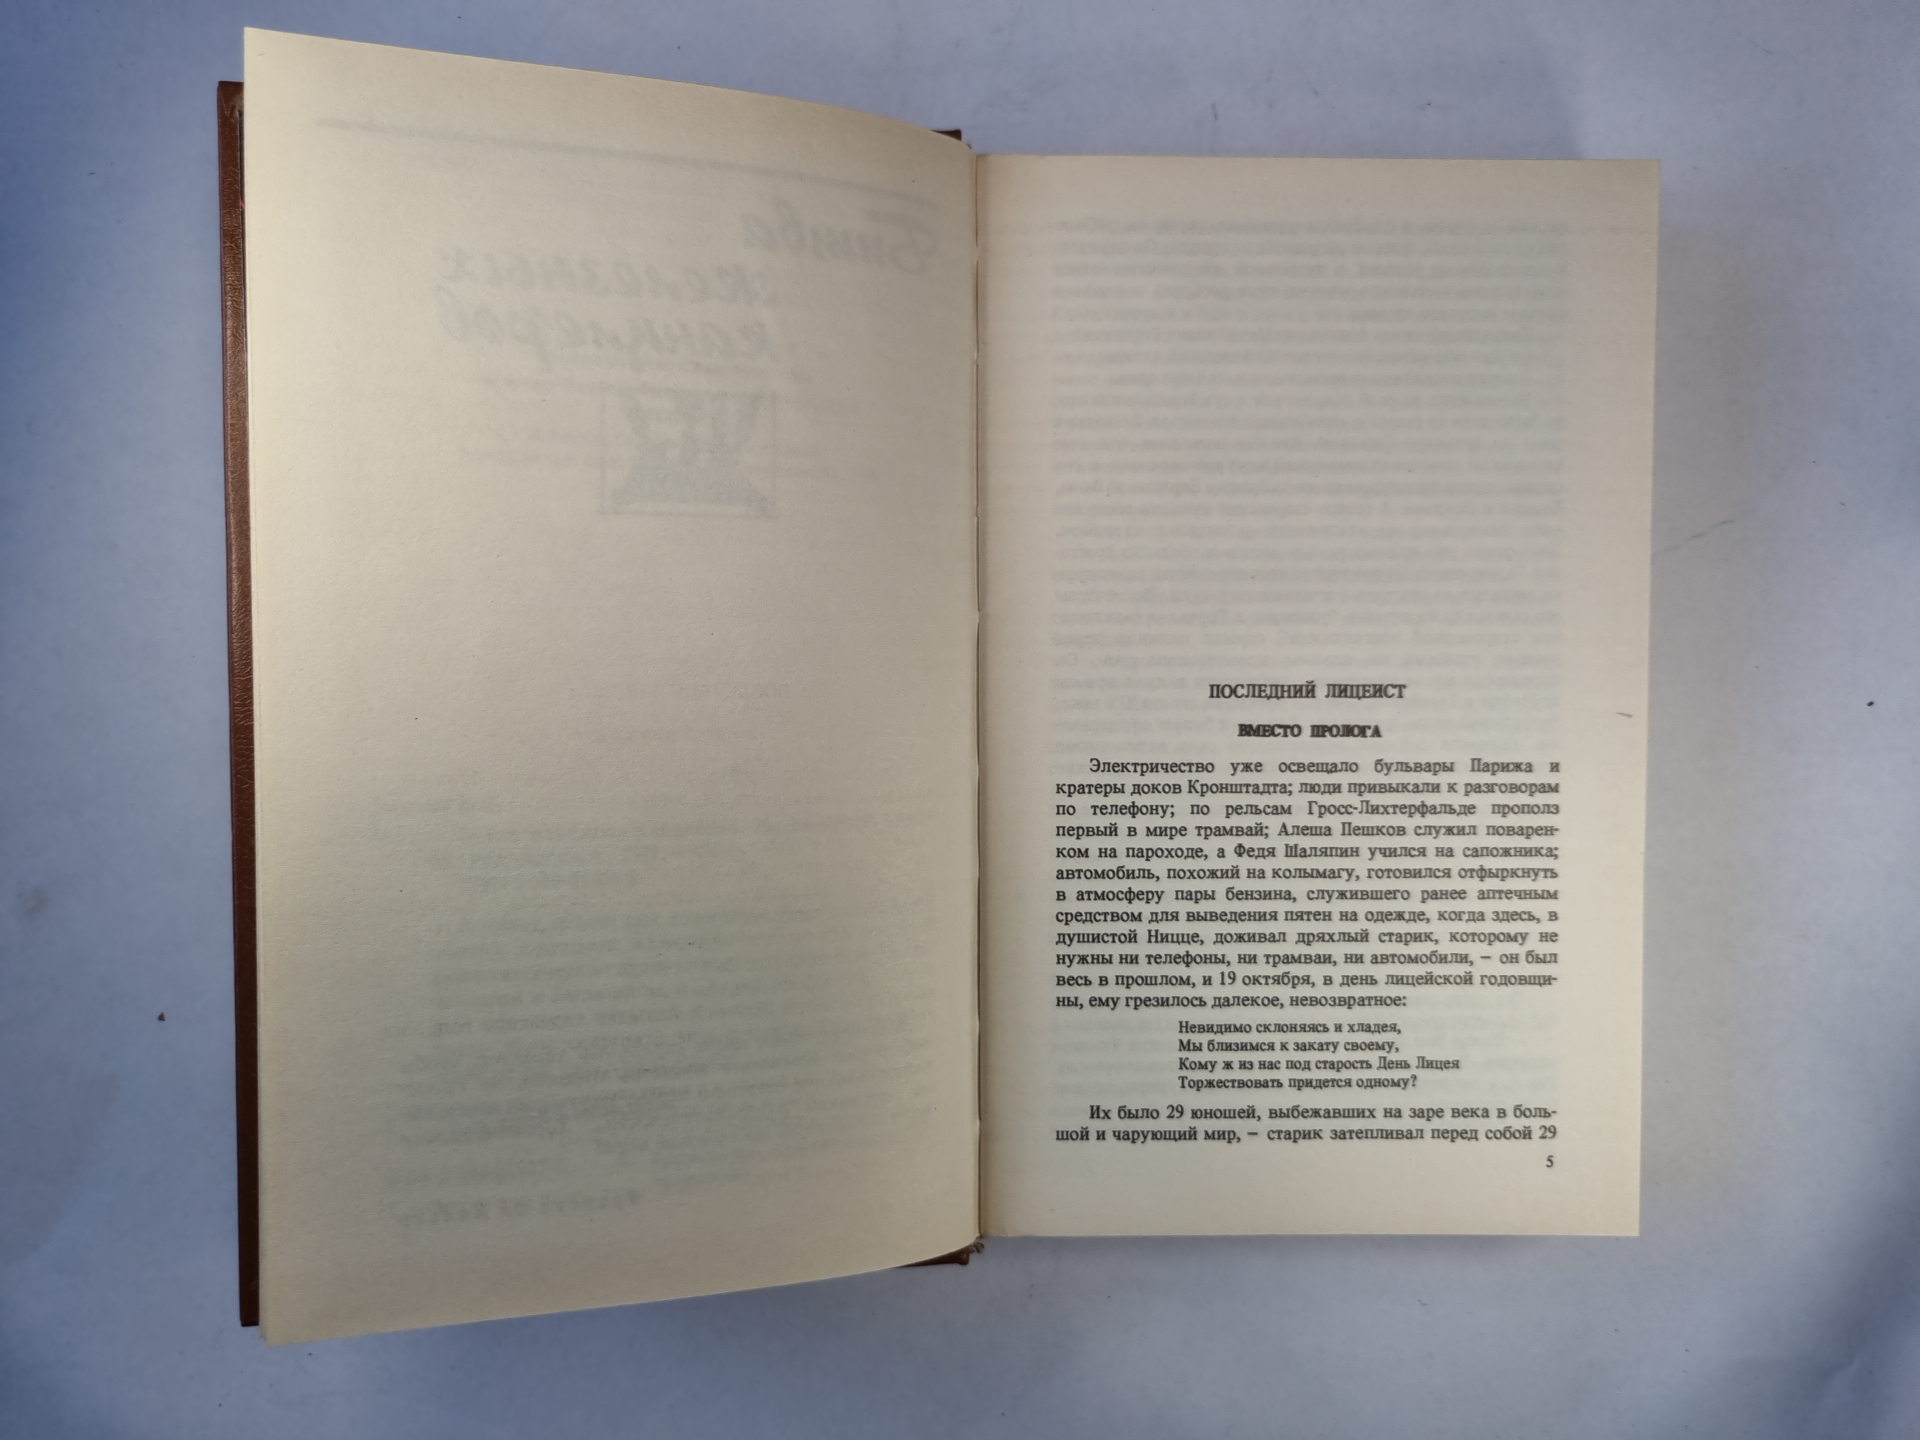 Битва
железных
канцлеров
ПОСЛЕДНИЙ ЛИЦЕИСТ
ВМЕСТО ПРОЛОГА
Электричество уже освещало бульвары Парижа и
кратеры доков Кронштадта; люди привыкали к разговорам
по телефону; по рельсам Гросс-Лихтерфальде прополз
первый в мире трамвай; Алеша Пешков служил поварен-
ком на пароходе, а Федя Шаляпин учился на сапожника;
автомобиль, похожий на колымагу, готовился отфыркнуть
в атмосферу пары бензина, служившего ранее аптечным
средством для выведения пятен на одежде, когда здесь, в
душистой Ницце, доживал дряхлый старик, которому не
нужны ни телефоны, ни трамваи, ни автомобили, – он был
весь в прошлом, и 19 октября, в день лицейской годовщи-
ны, ему грезилось далекое, невозвратное:
Невидимо склоняясь и хладея,
Мы близимся к закату своему,
Кому ж из нас под старость День Лицея
Торжествовать придется одному?
Их было 29 юношей, выбежавших на заре века в боль-
шой и чарующий мир, – старик затепливал перед собой 29
5